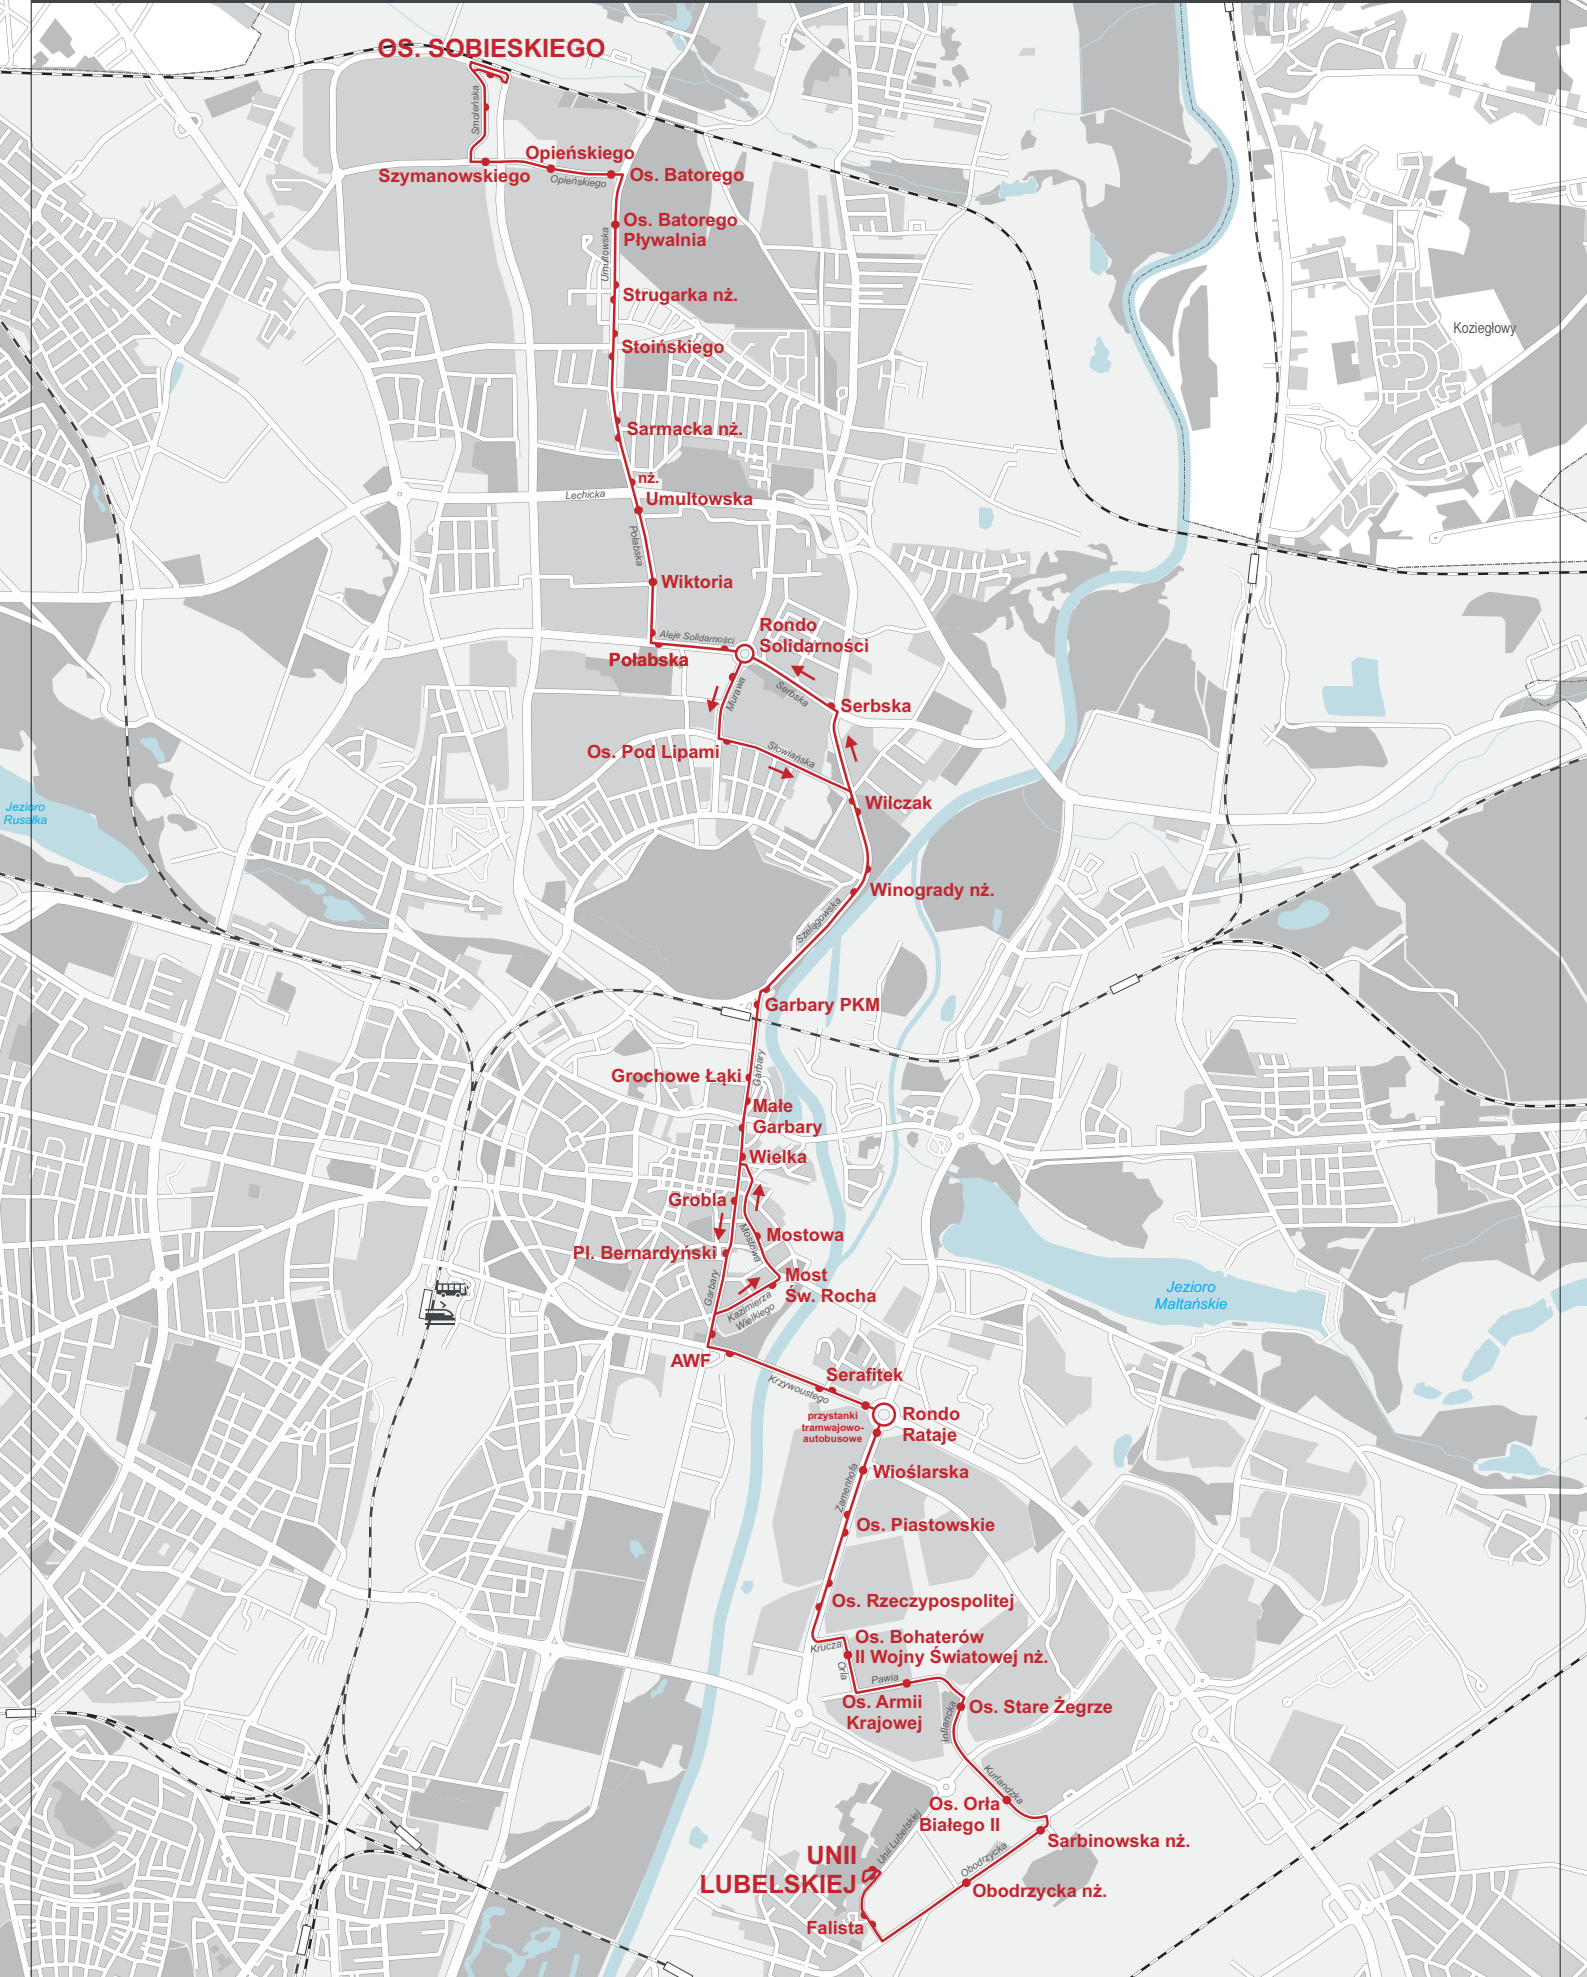 OS. SOBIESKIEGO
Smoleńska
Opieńskiego
Szymanowskiego
Opieńskiego
Os. Batorego
Os. Batorego
Pływalnia
Umultowska
Strugarka nż.
Koziegłowy
Stoińskiego
Sarmacka nż.
nż.
Lechicka
Umultowska
Połabska
Wiktoria
Rondo
Solidarności
Aleje Solidarności
Połabska
Murawa
Serbska
Serbska
Os. Pod Lipami
Słowiańska
Wilczak
Jezioro
Rusałka
Winogrady nż.
Szelągowska
Garbary PKM
Garbary
Grochowe Łąki
Małe
Garbary
Wielka
Grobla
Mostowa
Mostowa
Pl. Bernardyński
Garbary
Most
Św. Rocha
Kazimierza
Wielkiego
Jezioro
Maltańskie
AWF
Serafitek
Krzywoustego
przystanki
tramwajowo-
autobusowe
Rondo
Rataje
Wioślarska
Zamenhofa
Os. Piastowskie
Os. Rzeczypospolitej
Krucza
Os. Bohaterów
II Wojny Światowej nż.
Orla
Pawia
Os. Armii
Krajowej
Os. Stare Żegrze
Inflancka
Kurlandzka
Os. Orła
Białego II
Unii Lubelskiej
Sarbinowska nż.
UNII
LUBELSKIEJ
Obodrzycka
Obodrzycka nż.
Falista